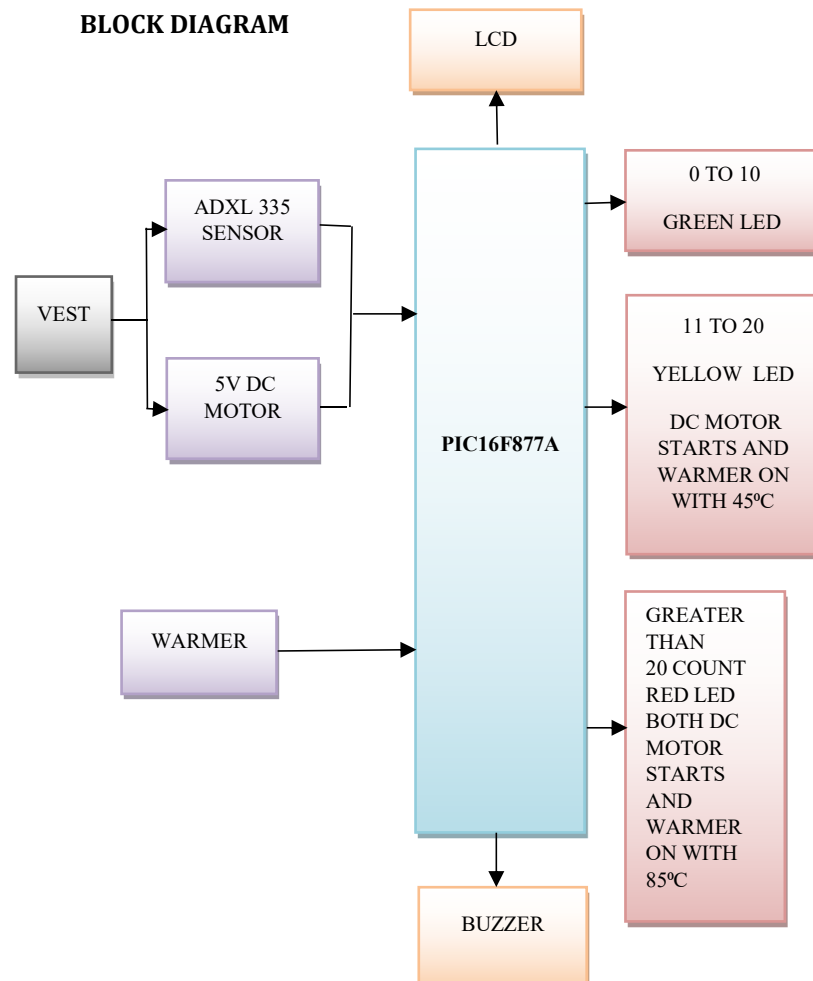 BLOCK DIAGRAM
LCD
ADXL 335
SENSOR
0 TO 10
GREEN LED
VEST
5V DC
MOTOR
PIC16F877A
11 TO 20
YELLOW LED
DC MOTOR
STARTS AND
WARMER ON
WITH 45⁰C
WARMER
GREATER
THAN
20 COUNT
RED LED
BOTH DC
MOTOR
STARTS
AND
WARMER
ON WITH
85⁰C
BUZZER